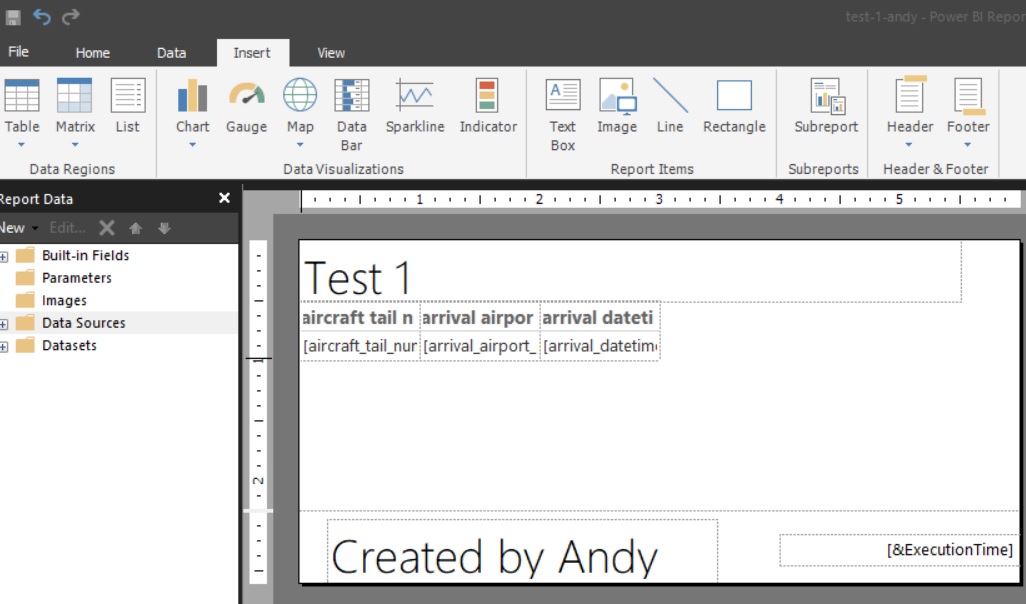 test-1-andy - Power BI Repor
File Home Data Insert View
Table Matrix List Chart Gauge Map Data Bar Sparkline Indicator Text Box Image Line Rectangle Subreport Header Footer
Data Regions Data Visualizations Report Items Subreports Header & Footer
Report Data
New Edit...
1 2 3 4 5
Built-in Fields
Parameters
Images
Data Sources
Datasets
Test 1
aircraft tail n arrival airpor arrival dateti
[aircraft_tail_nur [arrival_airport_ [arrival_datetim
1
2
Created by Andy
[&ExecutionTime]